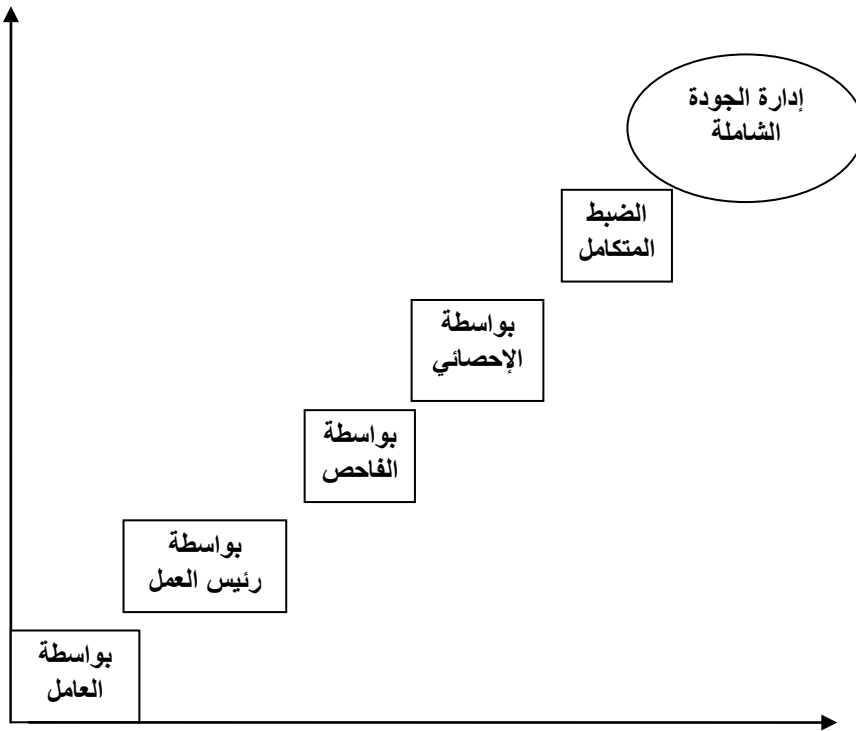 إدارة الجودة
الشاملة
الضبط
المتكامل
بواسطة
الإحصائي
بواسطة
الفاحص
بواسطة
رئيس العمل
بواسطة
العامل